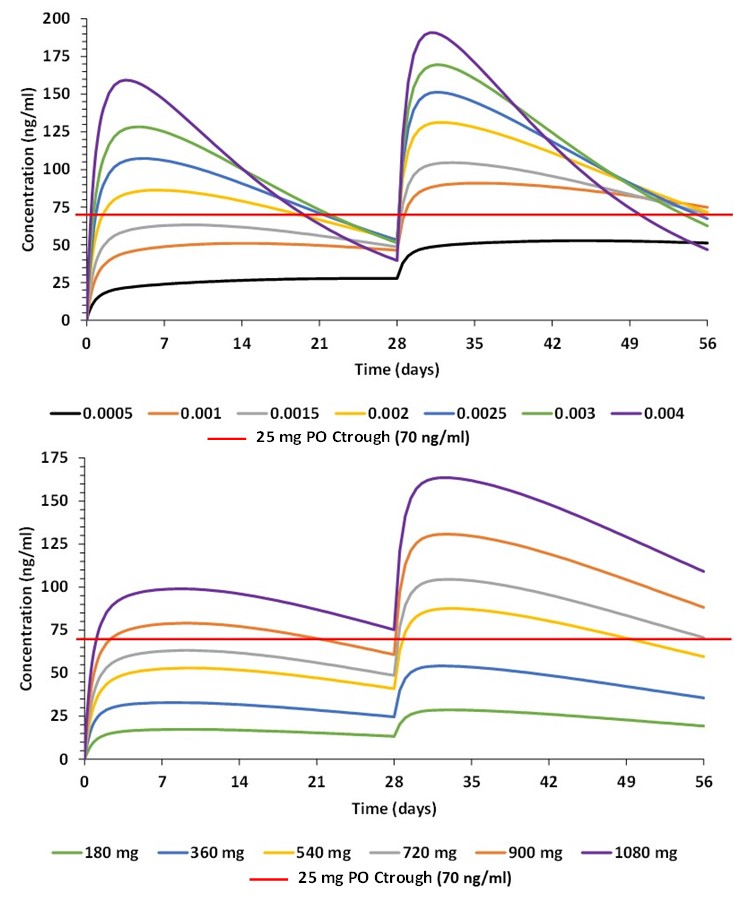 200
175
150
125
100
75
50
25
0
Concentration (ng/ml)
0 7 14 21 28 35 42 49 56
Time (days)
0.0005 0.001 0.0015 0.002 0.0025 0.003 0.004
25 mg PO Ctrough (70 ng/ml)
175
150
125
100
75
50
25
0
Concentration (ng/ml)
0 7 14 21 28 35 42 49 56
Time (days)
180 mg 360 mg 540 mg 720 mg 900 mg 1080 mg
25 mg PO Ctrough (70 ng/ml)